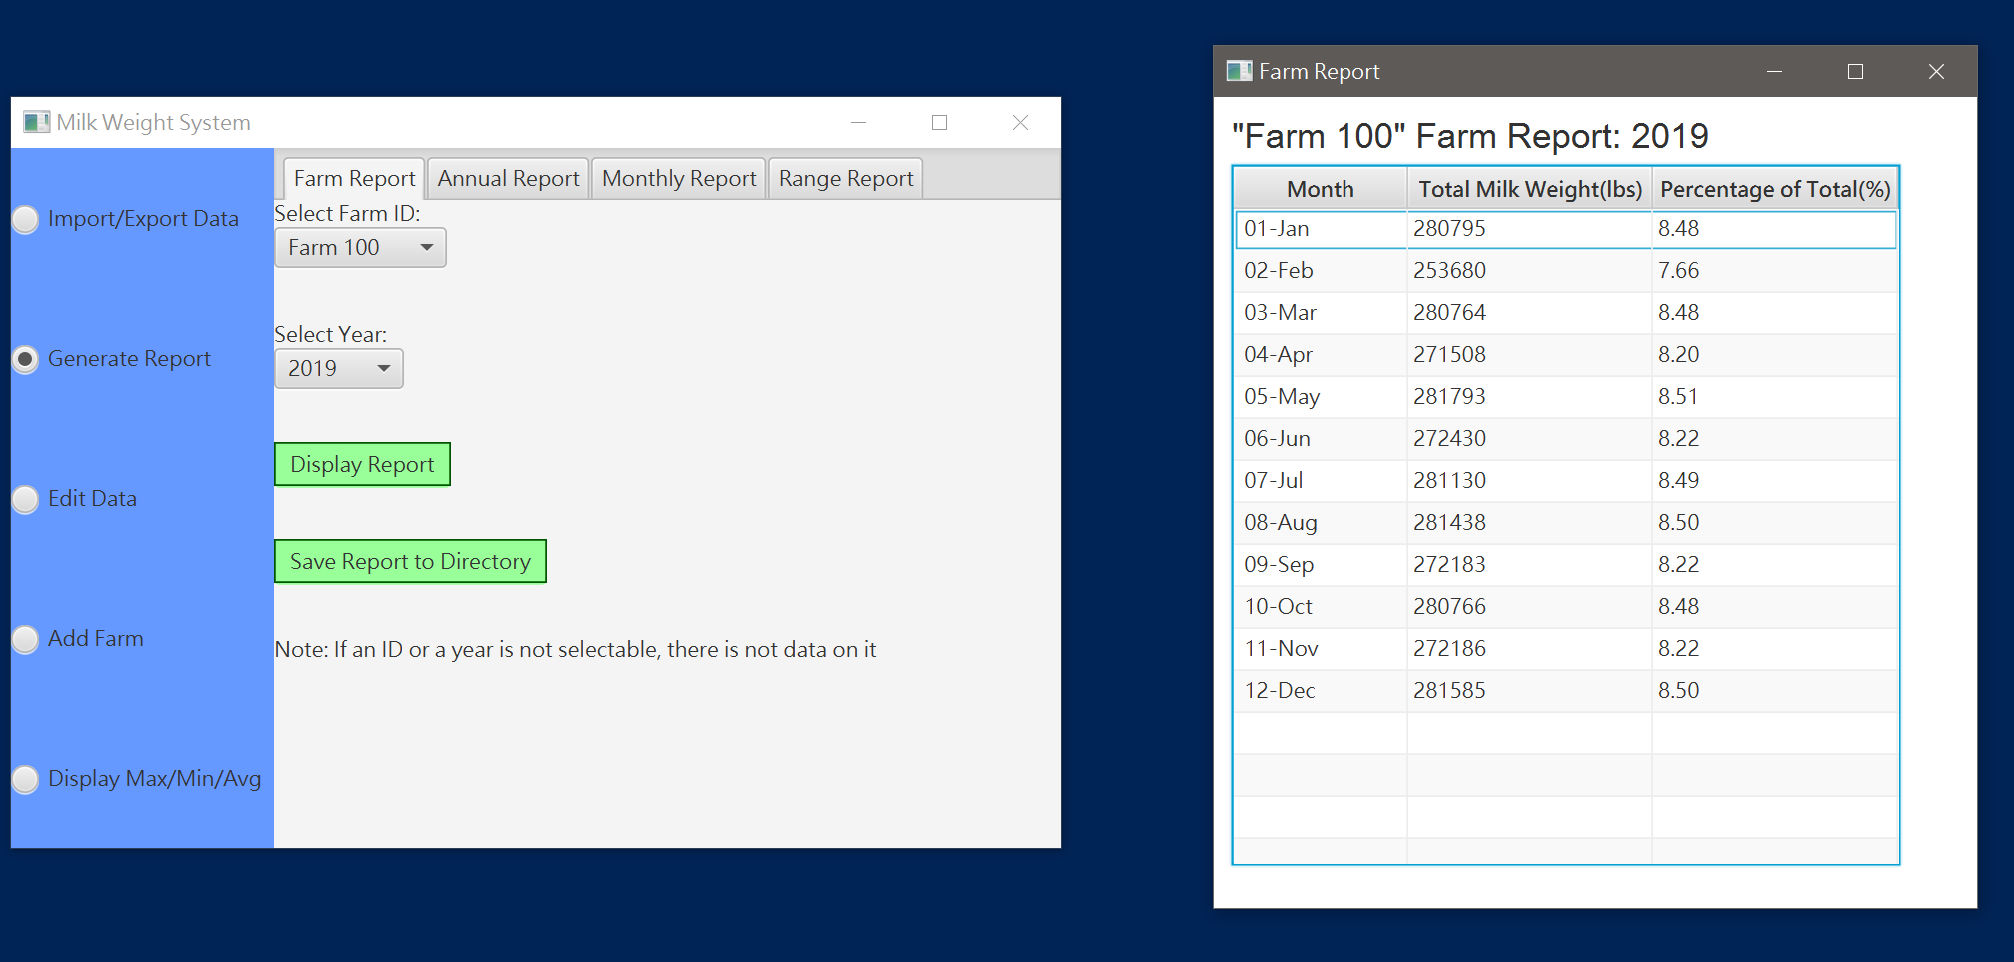 Milk Weight System
Import/Export Data
Generate Report
Edit Data
Add Farm
Display Max/Min/Avg
Farm Report Annual Report Monthly Report Range Report
Select Farm ID:
Farm 100
Select Year:
2019
Display Report
Save Report to Directory
Note: If an ID or a year is not selectable, there is not data on it
Farm Report
"Farm 100" Farm Report: 2019
Month Total Milk Weight(lbs) Percentage of Total(%)
01-Jan 280795 8.48
02-Feb 253680 7.66
03-Mar 280764 8.48
04-Apr 271508 8.20
05-May 281793 8.51
06-Jun 272430 8.22
07-Jul 281130 8.49
08-Aug 281438 8.50
09-Sep 272183 8.22
10-Oct 280766 8.48
11-Nov 272186 8.22
12-Dec 281585 8.50